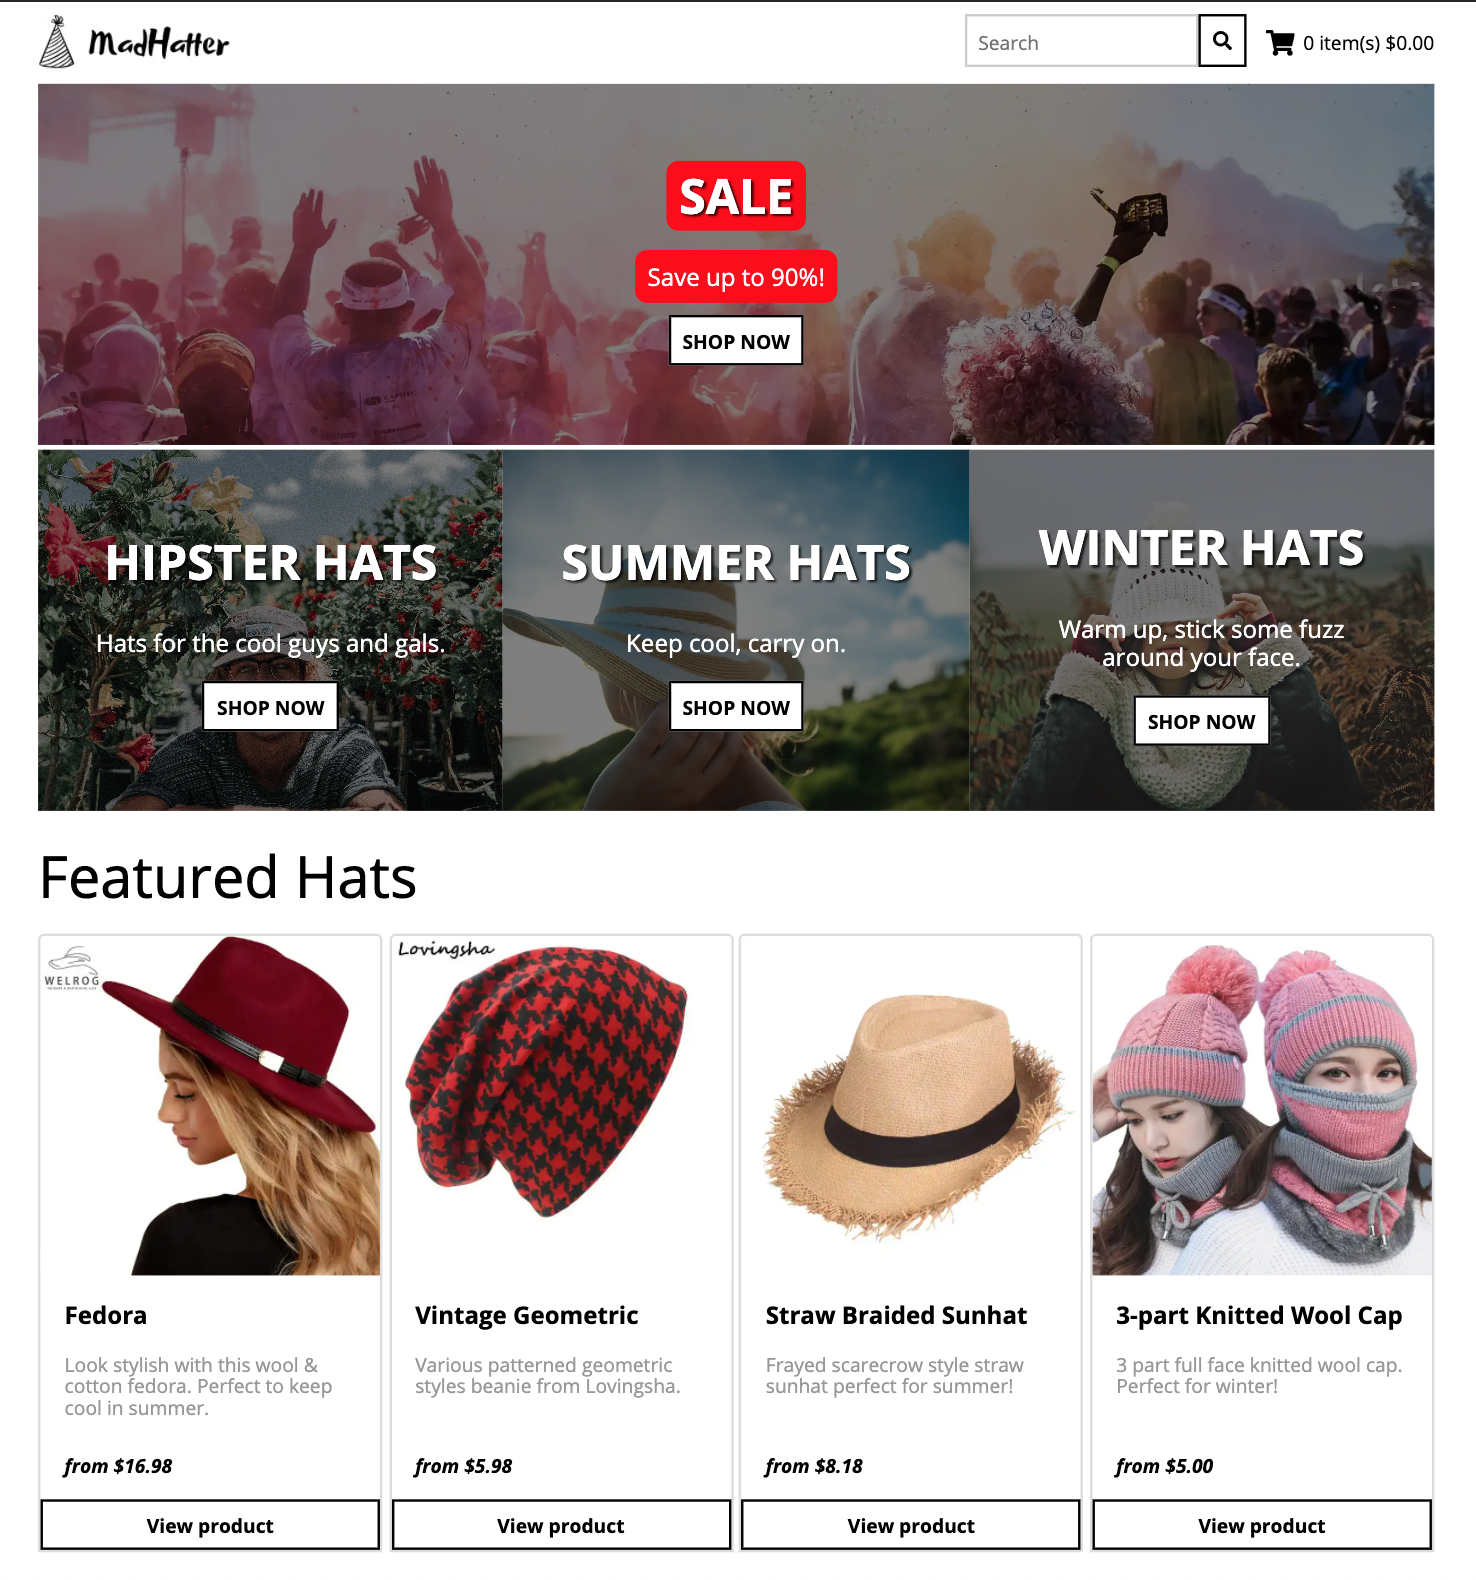 MadHatter
Search
0 item(s) $0.00
SALE
Save up to 90%!
SHOP NOW
HIPSTER HATS
Hats for the cool guys and gals.
SHOP NOW
SUMMER HATS
Keep cool, carry on.
SHOP NOW
WINTER HATS
Warm up, stick some fuzz
around your face.
SHOP NOW
Featured Hats
WELROG
Fedora
Look stylish with this wool &
cotton fedora. Perfect to keep
cool in summer.
from $16.98
View product
Lovingsha
Vintage Geometric
Various patterned geometric
styles beanie from Lovingsha.
from $5.98
View product
Straw Braided Sunhat
Frayed scarecrow style straw
sunhat perfect for summer!
from $8.18
View product
3-part Knitted Wool Cap
3 part full face knitted wool cap.
Perfect for winter!
from $5.00
View product